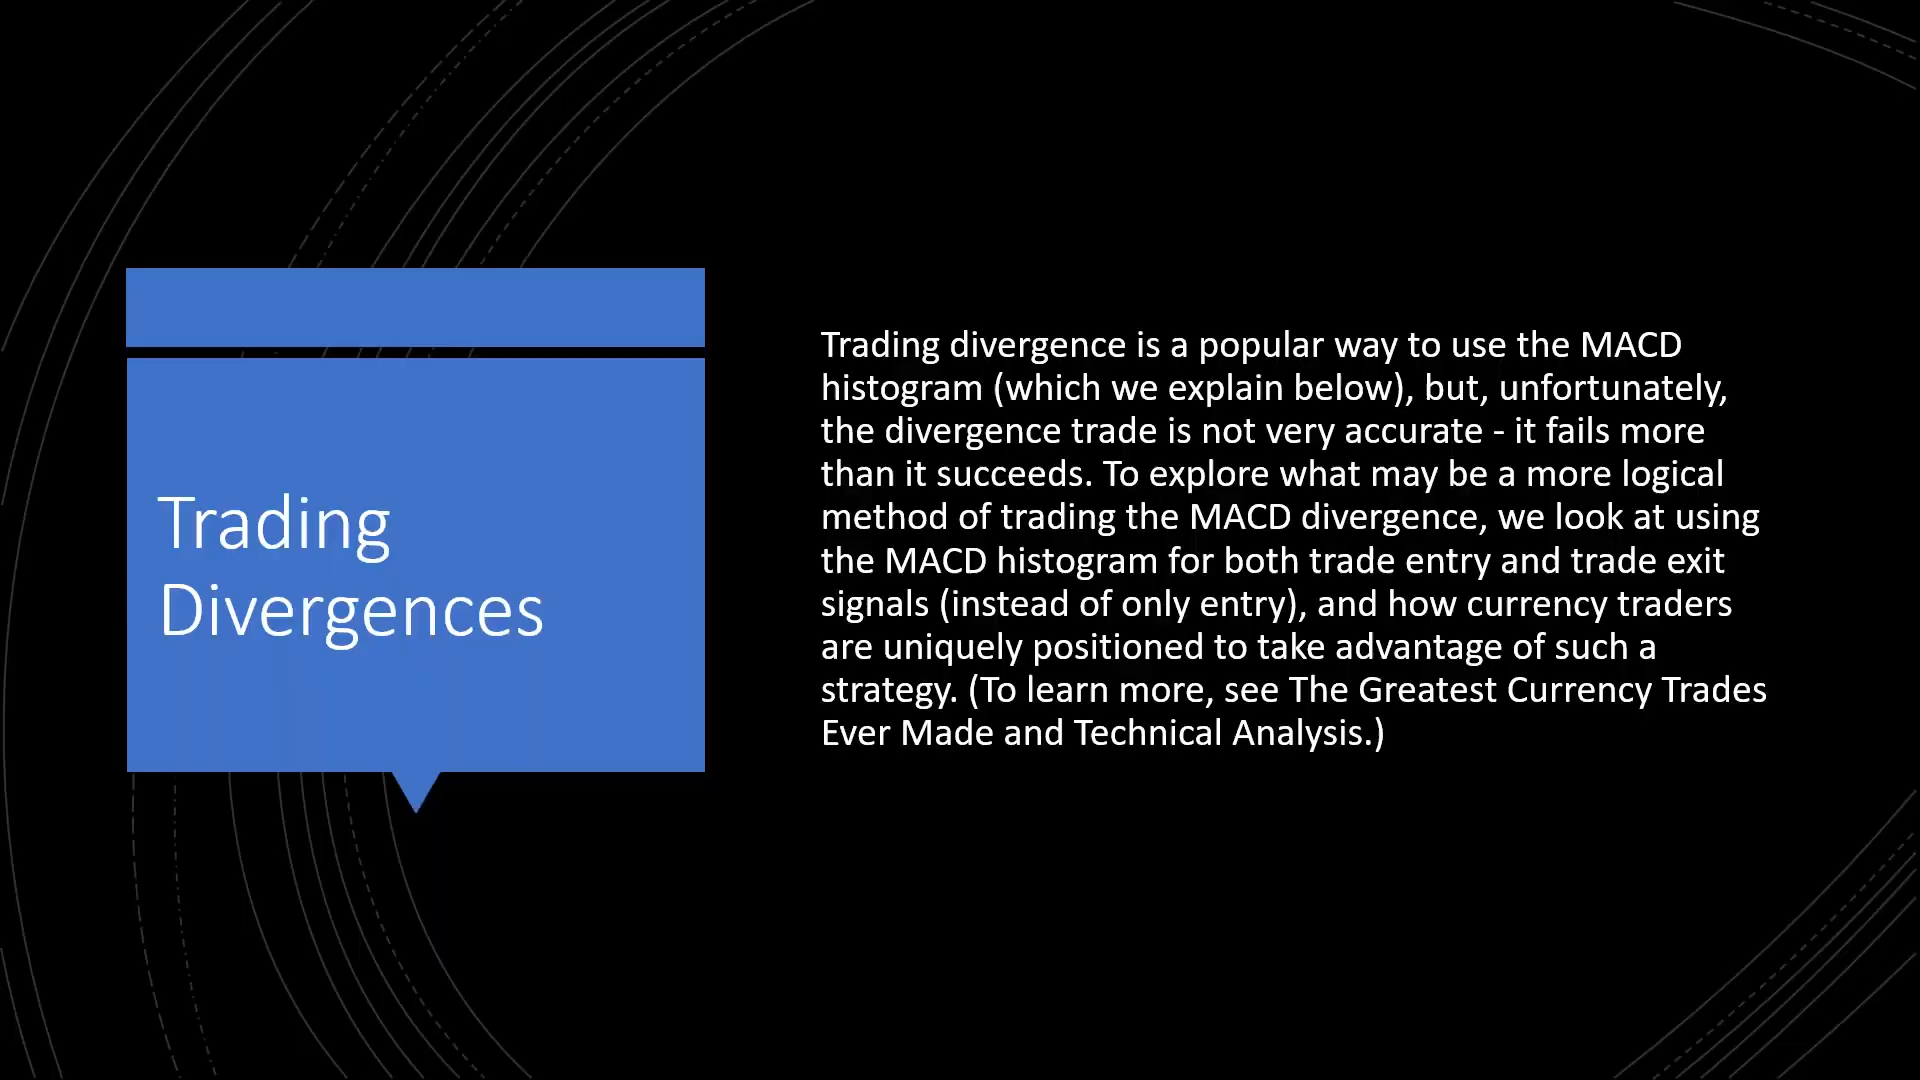 Trading
Divergences
Trading divergence is a popular way to use the MACD
histogram (which we explain below), but, unfortunately,
the divergence trade is not very accurate - it fails more
than it succeeds. To explore what may be a more logical
method of trading the MACD divergence, we look at using
the MACD histogram for both trade entry and trade exit
signals (instead of only entry), and how currency traders
are uniquely positioned to take advantage of such a
strategy. (To learn more, see The Greatest Currency Trades
Ever Made and Technical Analysis.)